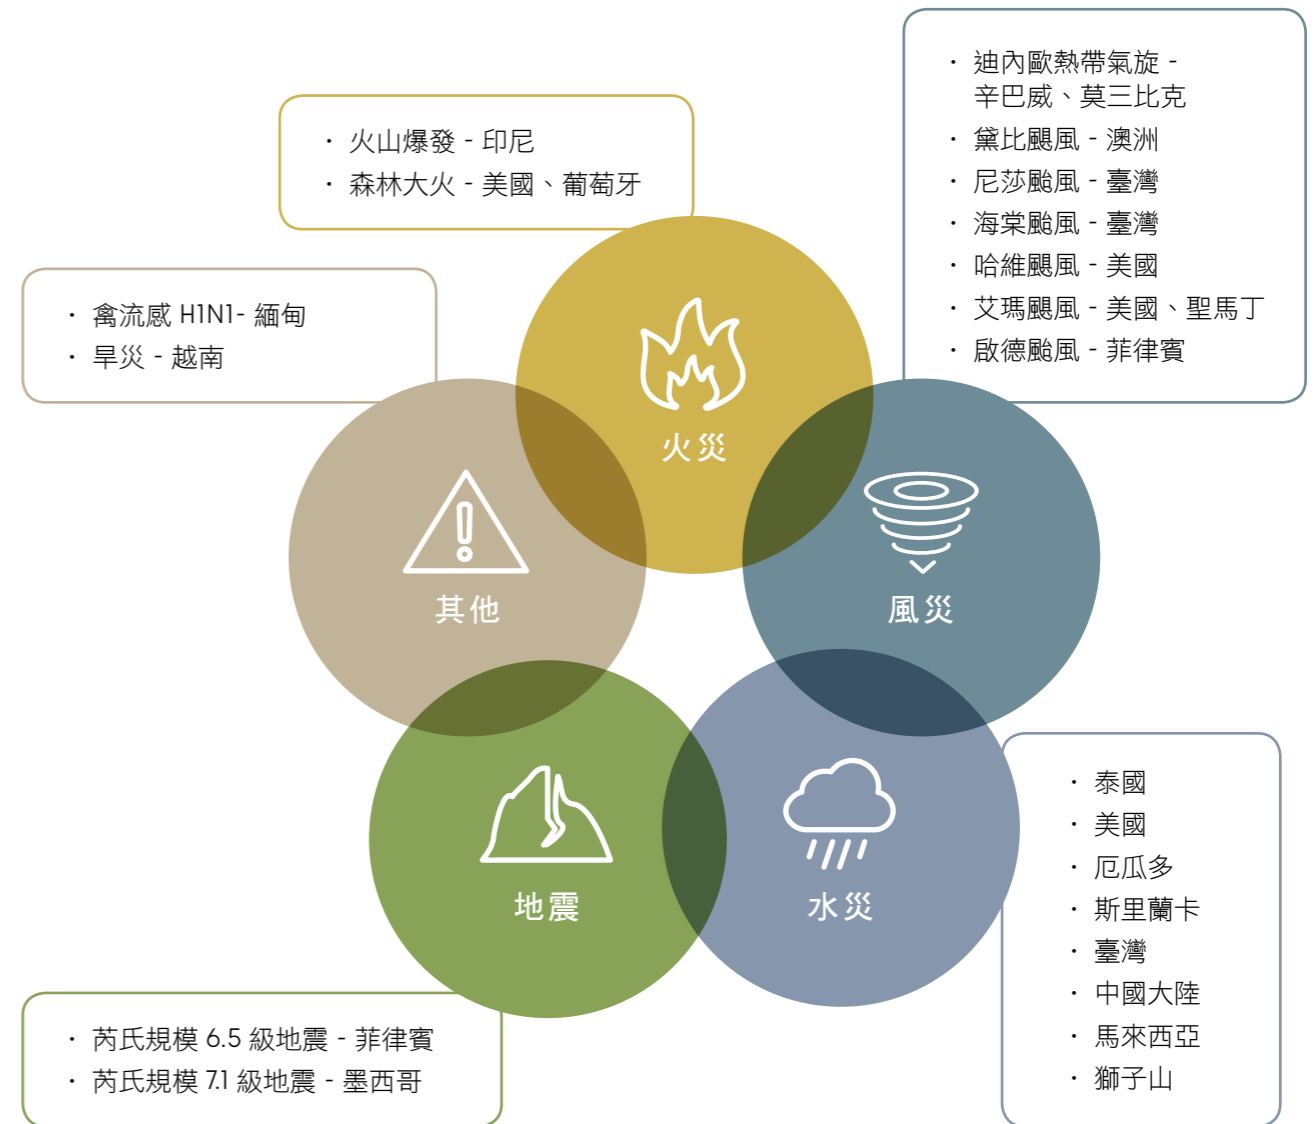 ・ 火山爆發 - 印尼
・ 森林大火 - 美國、葡萄牙
・ 迪內歐熱帶氣旋 -
辛巴威、莫三比克
・ 黛比颶風 - 澳洲
・ 尼莎颱風 - 臺灣
・ 海棠颱風 - 臺灣
・ 哈維颶風 - 美國
・ 艾瑪颶風 - 美國、聖馬丁
・ 啟德颱風 - 菲律賓
・ 禽流感 H1N1- 緬甸
・ 旱災 - 越南
火災
其他
風災
地震
水災
・ 泰國
・ 美國
・ 厄瓜多
・ 斯里蘭卡
・ 臺灣
・ 中國大陸
・ 馬來西亞
・ 獅子山
・ 芮氏規模 6.5 級地震 - 菲律賓
・ 芮氏規模 7.1 級地震 - 墨西哥